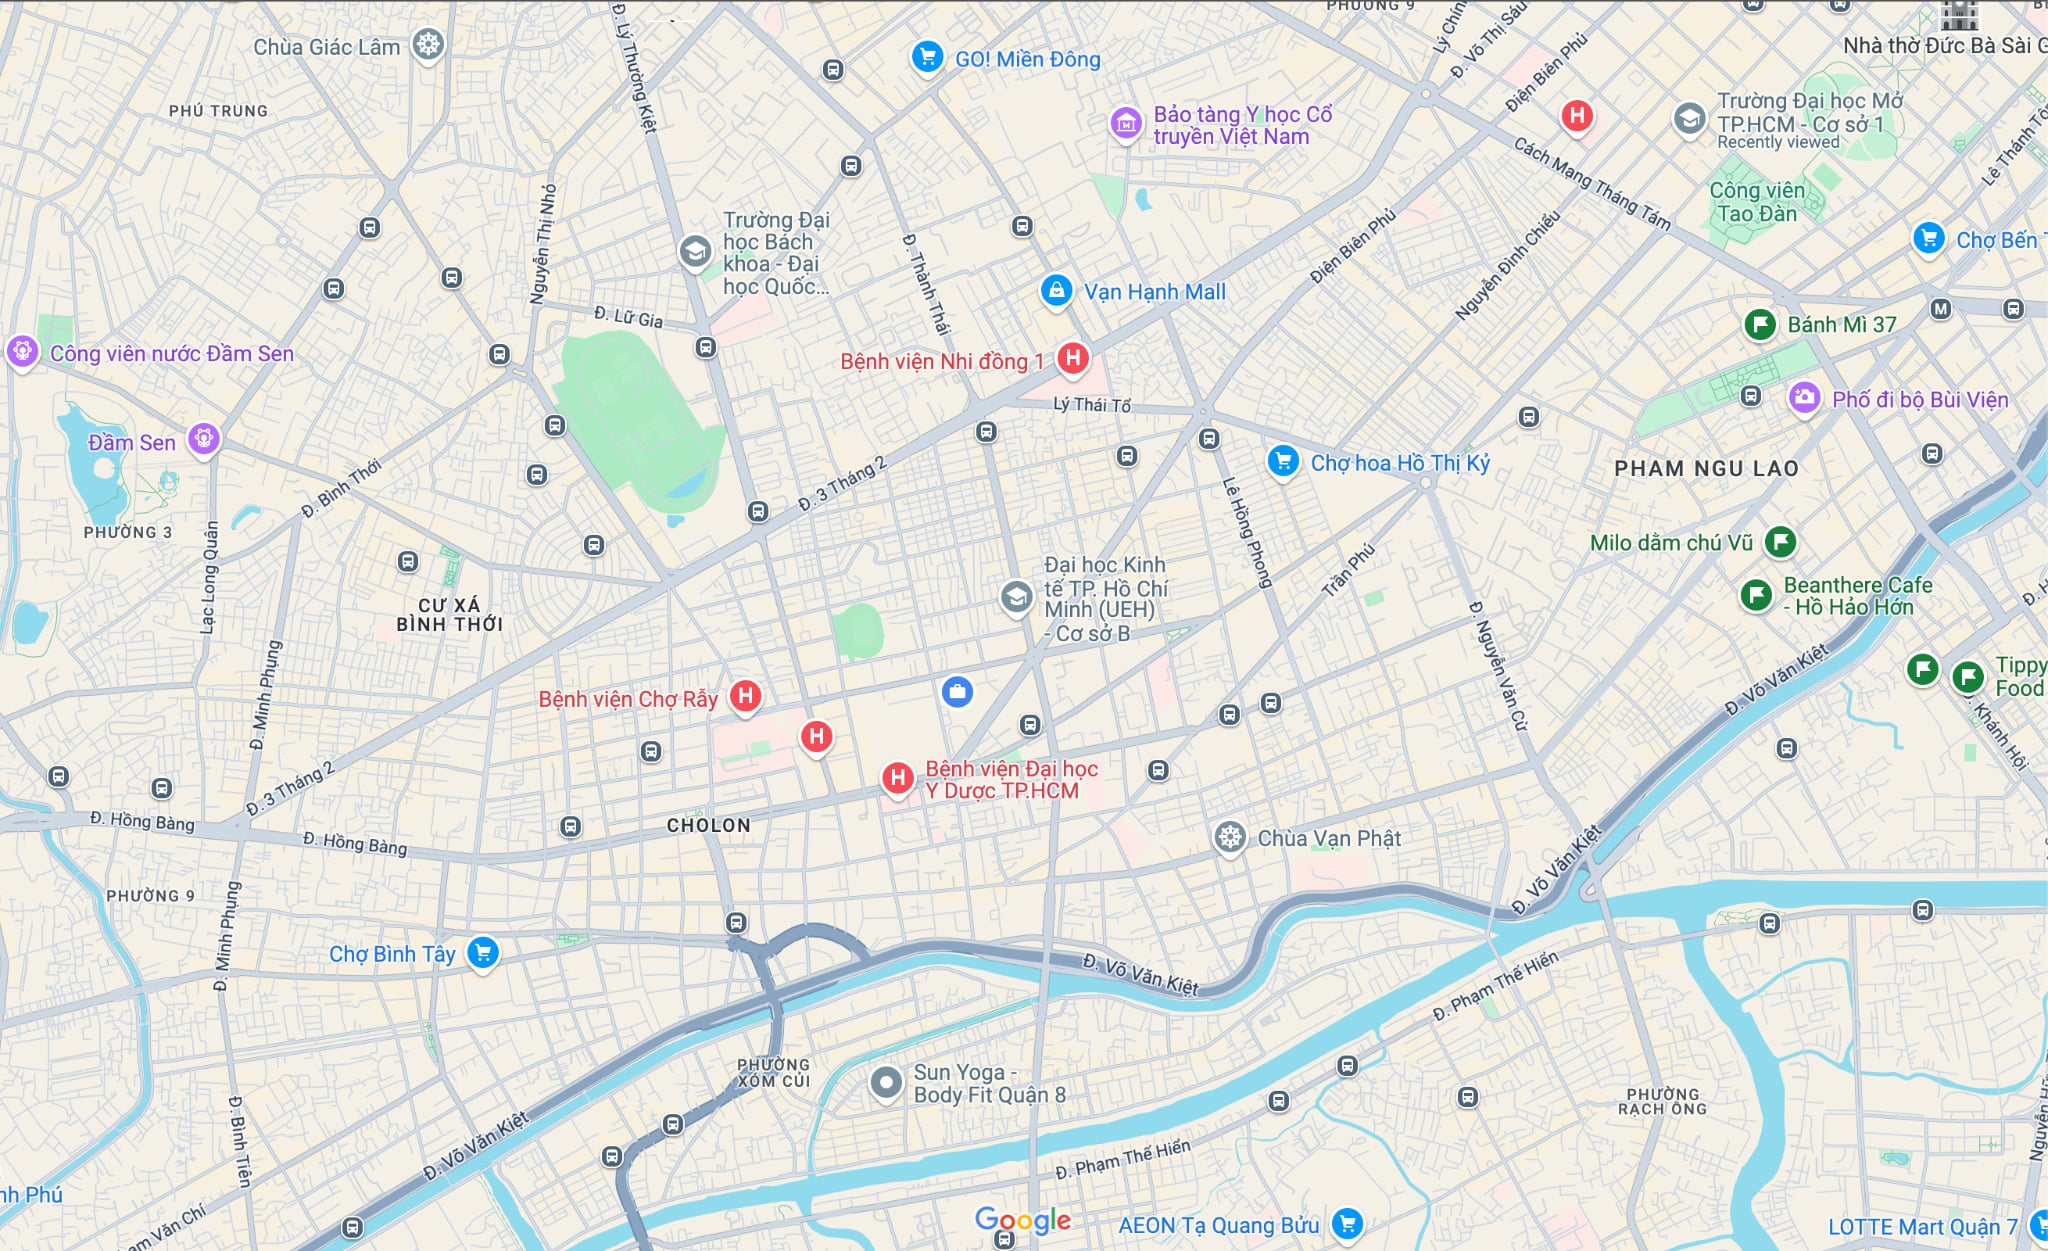 PHƯỜNG 9
Chùa Giác Lâm
Đ. Lý Thường Kiệt
GO! Miền Đông
Lý Chín
Đ. Võ Thị Sáu
Điện Biên Phủ
Nhà thờ Đức Bà Sài G
PHÚ TRUNG
Bảo tàng Y học Cổ
truyền Việt Nam
Trường Đại học Mở
TP.HCM - Cơ sở 1
Recently viewed
Cách Mạng Tháng Tám
Lê Thánh Tô
Công viên
Tao Đàn
Nguyễn Thị Nhỏ
Trường Đại
học Bách
khoa - Đại
học Quốc...
Đ. Thành Thái
Điện Biên Phủ
Nguyễn Đình Chiểu
Chợ Bến T
Đ. Lữ Gia
Vạn Hạnh Mall
M
Bánh Mì 37
Công viên nước Đầm Sen
Bệnh viện Nhi đồng 1
H
Lý Thái Tổ
Phố đi bộ Bùi Viện
Đầm Sen
Đ. Bình Thới
Đ. 3 Tháng 2
Chợ hoa Hồ Thị Kỷ
PHAM NGU LAO
PHƯỜNG 3
Lạc Long Quân
Lê Hồng Phong
Trần Phú
Milo dằm chú Vũ
CƯ XÁ
BÌNH THỚI
Đại học Kinh
tế TP. Hồ Chí
Minh (UEH)
- Cơ sở B
Beanthere Cafe
- Hồ Hảo Hớn
Đ. Nguyễn Văn Cừ
Đ. Minh Phụng
Bệnh viện Chợ Rẫy
H
H
Đ. Võ Văn Kiệt
Tippy
Food
Đ. Khánh Hội
Đ. 3 Tháng 2
H
Bệnh viện Đại học
Y Dược TP.HCM
Đ. Hồng Bàng
Đ. Hồng Bàng
CHOLON
Chùa Vạn Phật
Đ. Võ Văn Kiệt
PHƯỜNG 9
Đ. Minh Phụng
Chợ Bình Tây
Đ. Võ Văn Kiệt
Đ. Phạm Thế Hiển
PHƯỜNG
XÓM CỦI
Sun Yoga -
Body Fit Quận 8
PHƯỜNG
RẠCH ÔNG
Đ. Bình Tiên
Đ. Võ Văn Kiệt
Đ. Phạm Thế Hiển
nh Phú
am Văn Chí
Google
AEON Tạ Quang Bửu
LOTTE Mart Quận 7